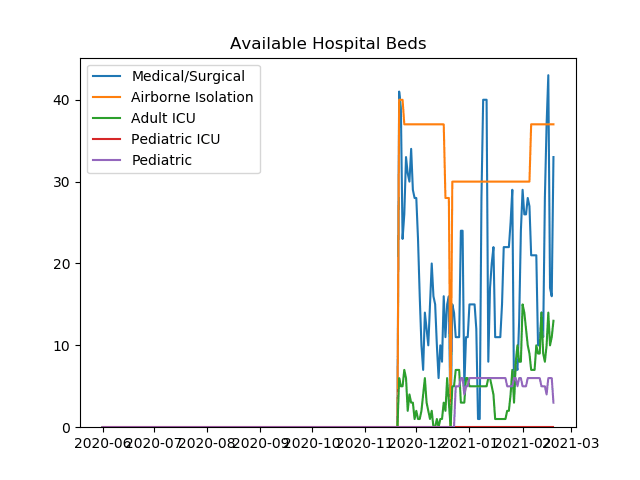 Available Hospital Beds
Medical/Surgical
Airborne Isolation
Adult ICU
Pediatric ICU
Pediatric
40
30
20
10
0
2020-06 2020-07 2020-08 2020-09 2020-10 2020-11 2020-12 2021-01 2021-02 2021-03